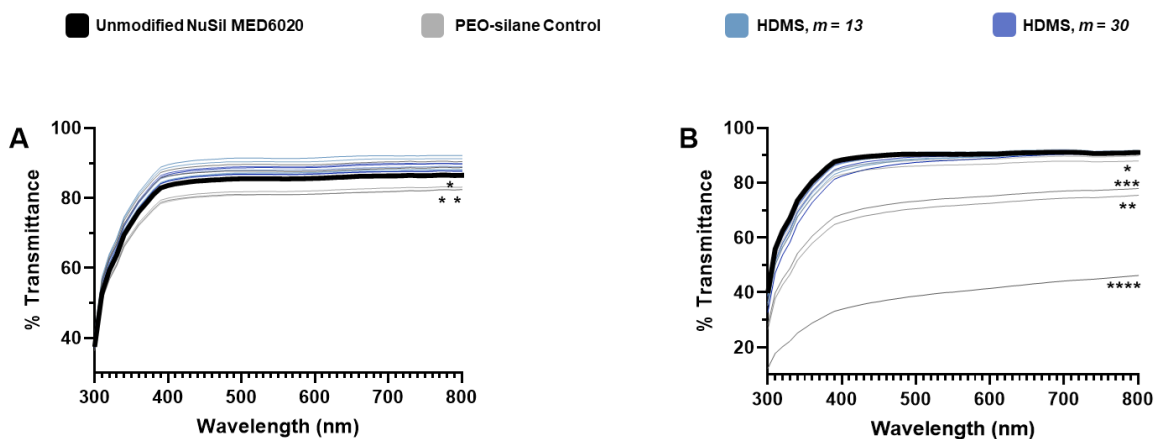 Unmodified NuSil MED6020 PEO-silane Control HDMS, m = 13 HDMS, m = 30
A
100
80
60
40
% Transmittance
300 400 500 600 700 800
Wavelength (nm)
*
* *
B
100
80
60
40
20
% Transmittance
300 400 500 600 700 800
Wavelength (nm)
*
***
**
****